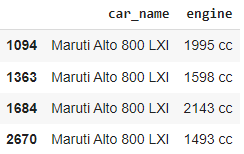 car_name engine
1094 Maruti Alto 800 LXI 1995 cc
1363 Maruti Alto 800 LXI 1598 cc
1684 Maruti Alto 800 LXI 2143 cc
2670 Maruti Alto 800 LXI 1493 cc